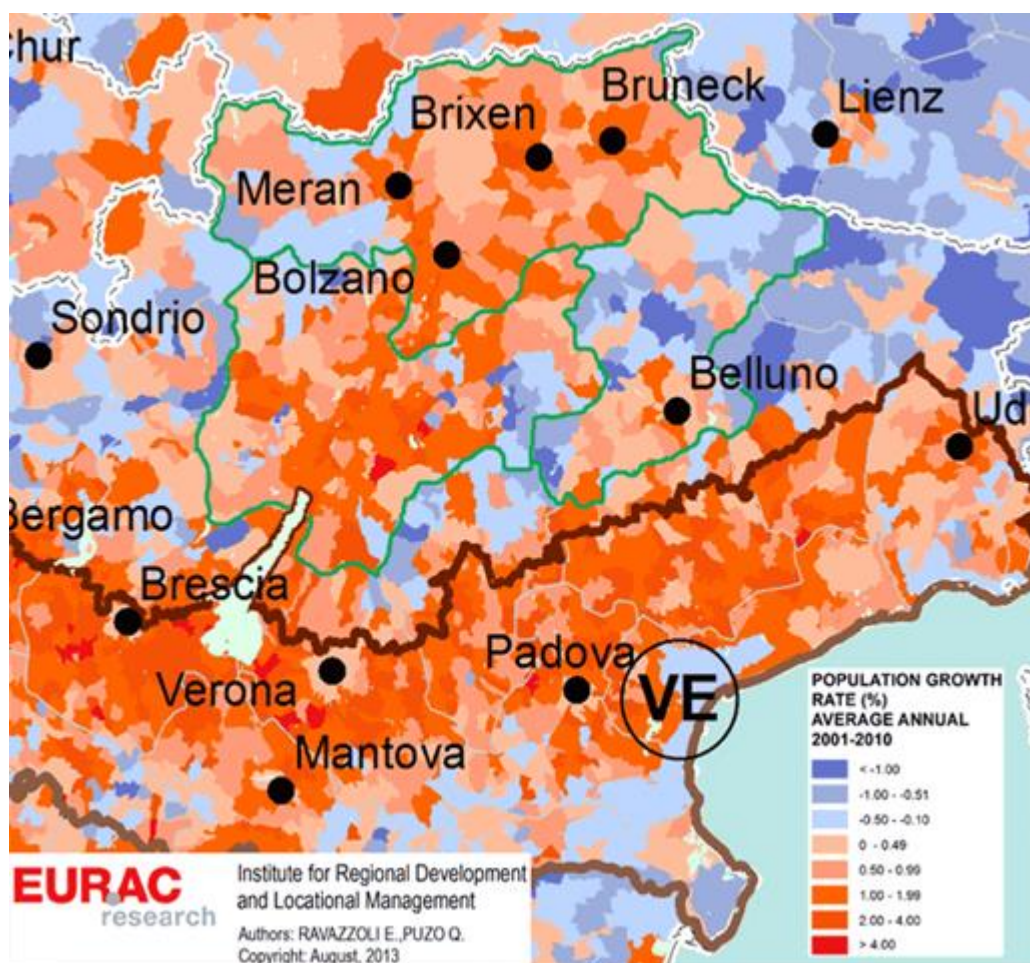 Chur
Bruneck
Brixen
Lienz
Meran
Bolzano
Sondrio
Belluno
Ud
Bergamo
Brescia
Padova
VE
Verona
Mantova
POPULATION GROWTH
RATE (%)
AVERAGE ANNUAL
2001-2010
< -1.00
-1.00 - -0.51
-0.50 - -0.10
0 - 0.49
0.50 - 0.99
1.00 - 1.99
2.00 - 4.00
> 4.00
EURAC
research
Institute for Regional Development
and Locational Management
Authors: RAVAZZOLI E.,PUZO Q.
Copyright: August, 2013